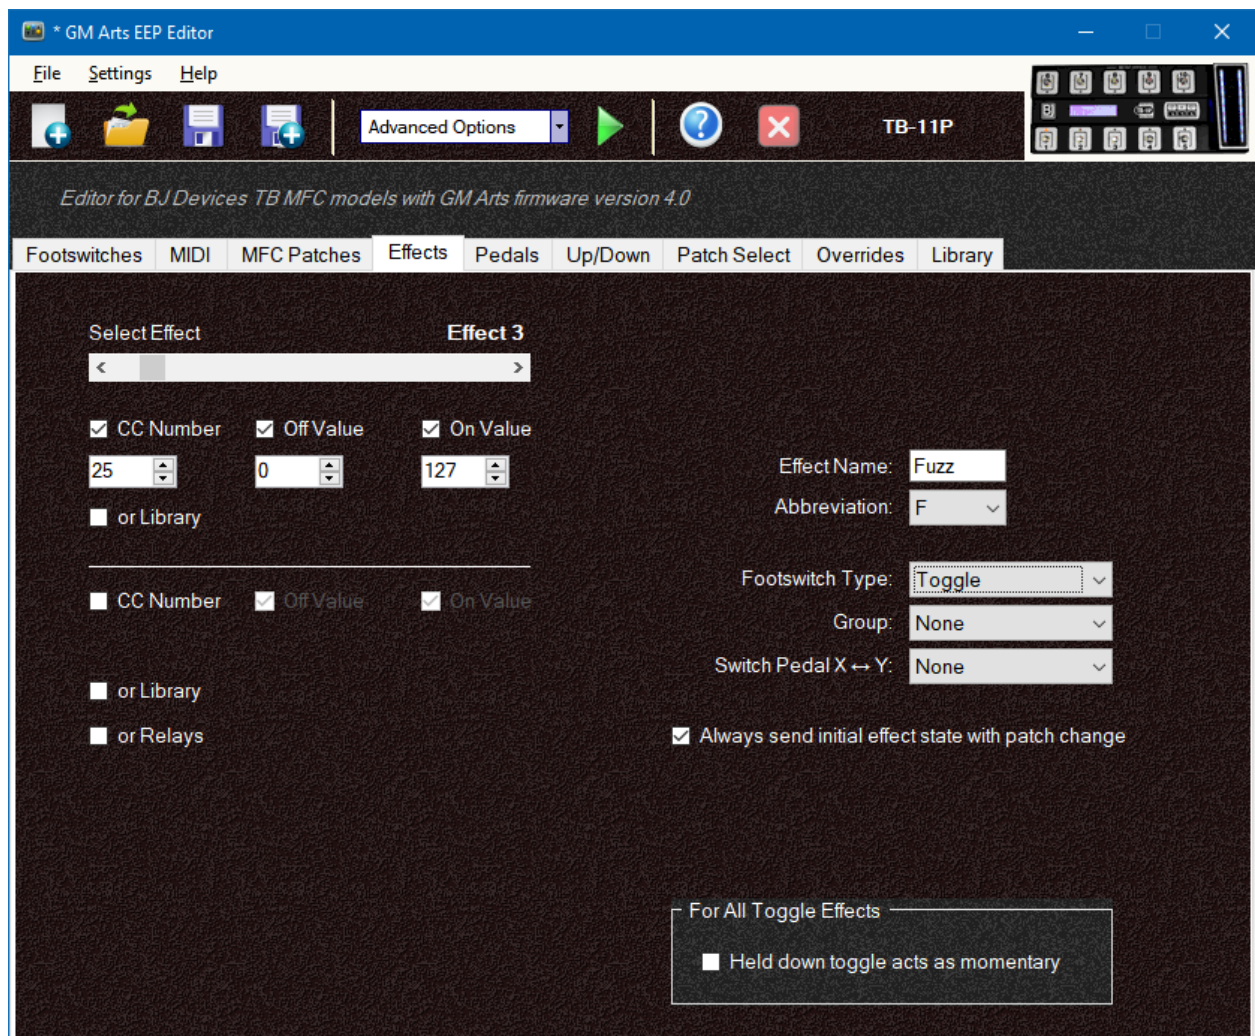 * GM Arts EEP Editor
File Settings Help
Advanced Options TB-11P
Editor for BJ Devices TB MFC models with GM Arts firmware version 4.0
Footswitches MIDI MFC Patches Effects Pedals Up/Down Patch Select Overrides Library
Select Effect Effect 3
CC Number Off Value On Value
25 0 127
or Library
CC Number Off Value On Value
or Library
or Relays
Effect Name: Fuzz
Abbreviation: F
Footswitch Type: Toggle
Group: None
Switch Pedal X ↔ Y: None
Always send initial effect state with patch change
For All Toggle Effects
Held down toggle acts as momentary